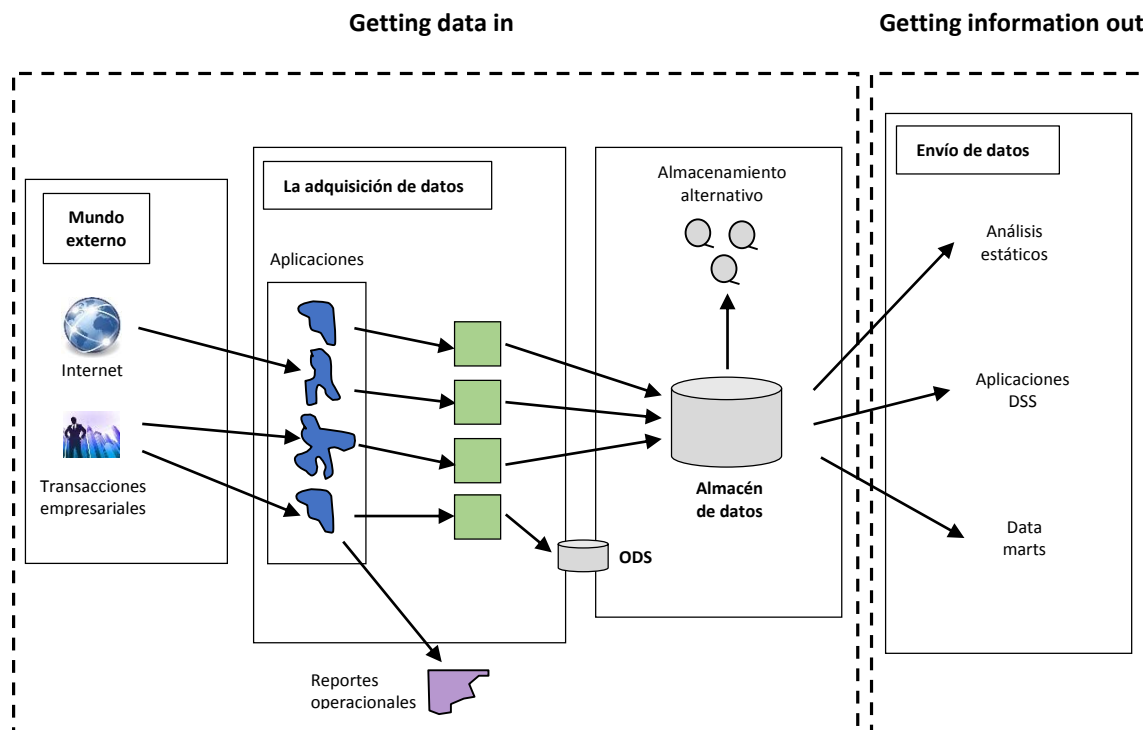 Getting data in
Getting information out
Mundo
externo
Internet
Transacciones
empresariales
La adquisición de datos
Aplicaciones
Reportes
operacionales
Almacenamiento
alternativo
Almacén
de datos
ODS
Envío de datos
Análisis
estáticos
Aplicaciones
DSS
Data
marts